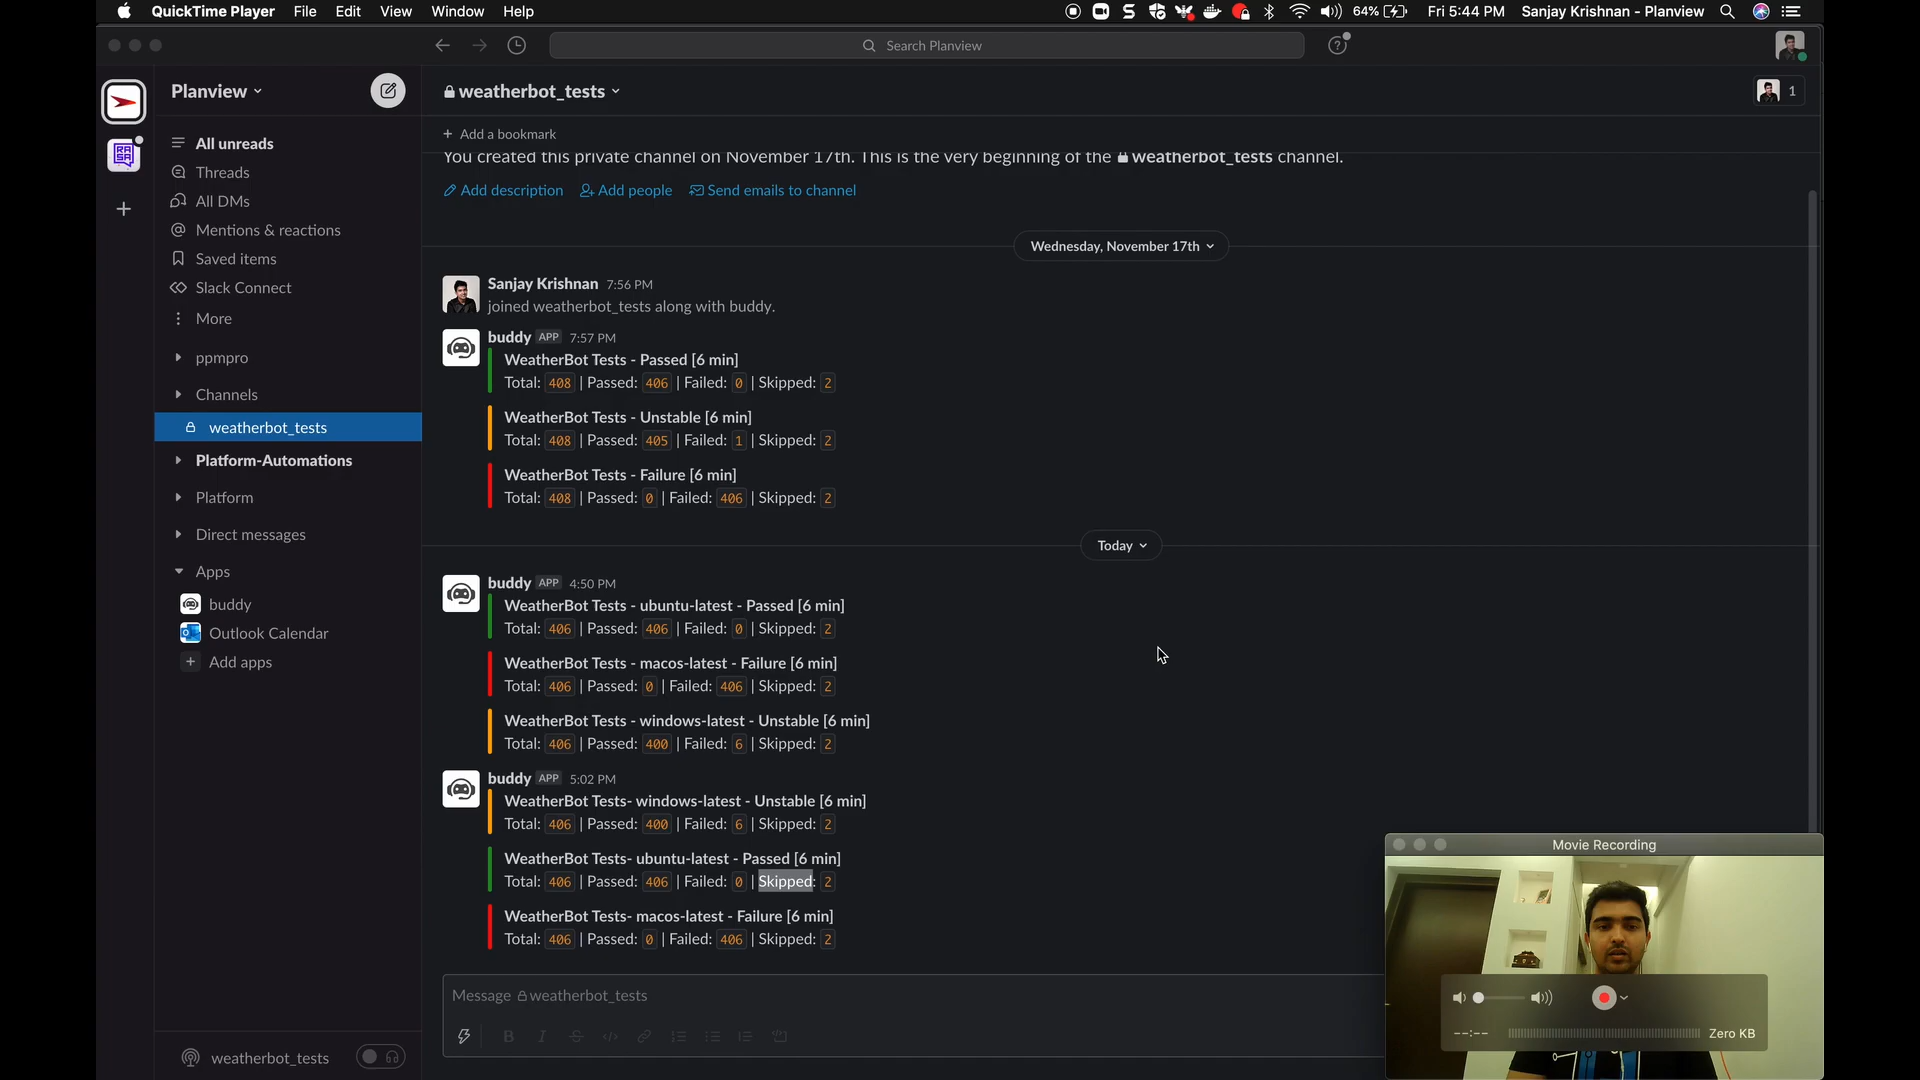 QuickTime Player File Edit View Window Help
64% Fri 5:44 PM Sanjay Krishnan - Planview
Search Planview
Planview
weatherbot_tests
1
+ Add a bookmark
You created this private channel on November 17th. This is the very beginning of the weatherbot_tests channel.
Add description Add people Send emails to channel
All unreads
Threads
All DMs
Mentions & reactions
Saved items
Slack Connect
More
ppmpro
Channels
weatherbot_tests
Platform-Automations
Platform
Direct messages
Apps
buddy
Outlook Calendar
+ Add apps
weatherbot_tests
RASA
Wednesday, November 17th
Sanjay Krishnan 7:56 PM
joined weatherbot_tests along with buddy.
buddy APP 7:57 PM
WeatherBot Tests - Passed [6 min]
Total: 408 | Passed: 406 | Failed: 0 | Skipped: 2
WeatherBot Tests - Unstable [6 min]
Total: 408 | Passed: 405 | Failed: 1 | Skipped: 2
WeatherBot Tests - Failure [6 min]
Total: 408 | Passed: 0 | Failed: 406 | Skipped: 2
Today
buddy APP 4:50 PM
WeatherBot Tests - ubuntu-latest - Passed [6 min]
Total: 406 | Passed: 406 | Failed: 0 | Skipped: 2
WeatherBot Tests - macos-latest - Failure [6 min]
Total: 406 | Passed: 0 | Failed: 406 | Skipped: 2
WeatherBot Tests - windows-latest - Unstable [6 min]
Total: 406 | Passed: 400 | Failed: 6 | Skipped: 2
buddy APP 5:02 PM
WeatherBot Tests- windows-latest - Unstable [6 min]
Total: 406 | Passed: 400 | Failed: 6 | Skipped: 2
WeatherBot Tests- ubuntu-latest - Passed [6 min]
Total: 406 | Passed: 406 | Failed: 0 | Skipped: 2
WeatherBot Tests- macos-latest - Failure [6 min]
Total: 406 | Passed: 0 | Failed: 406 | Skipped: 2
Message weatherbot_tests
Movie Recording
--:-- Zero KB